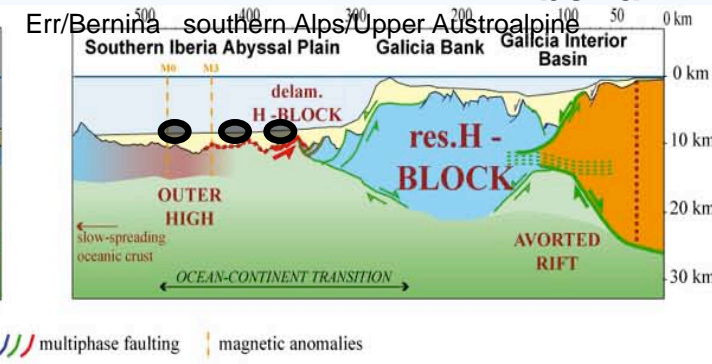 500 400 300 200 100 50 0 km
Err/Bernina southern Alps/Upper Austroalpine
Southern Iberia Abyssal Plain Galicia Bank Galicia Interior Basin
M0 M3
0 km
delam.
H-BLOCK
res.H -
BLOCK
10 km
OUTER
HIGH
20 km
slow-spreading
oceanic crust
AVORTED
RIFT
OCEAN-CONTINENT TRANSITION
30 km
multiphase faulting magnetic anomalies